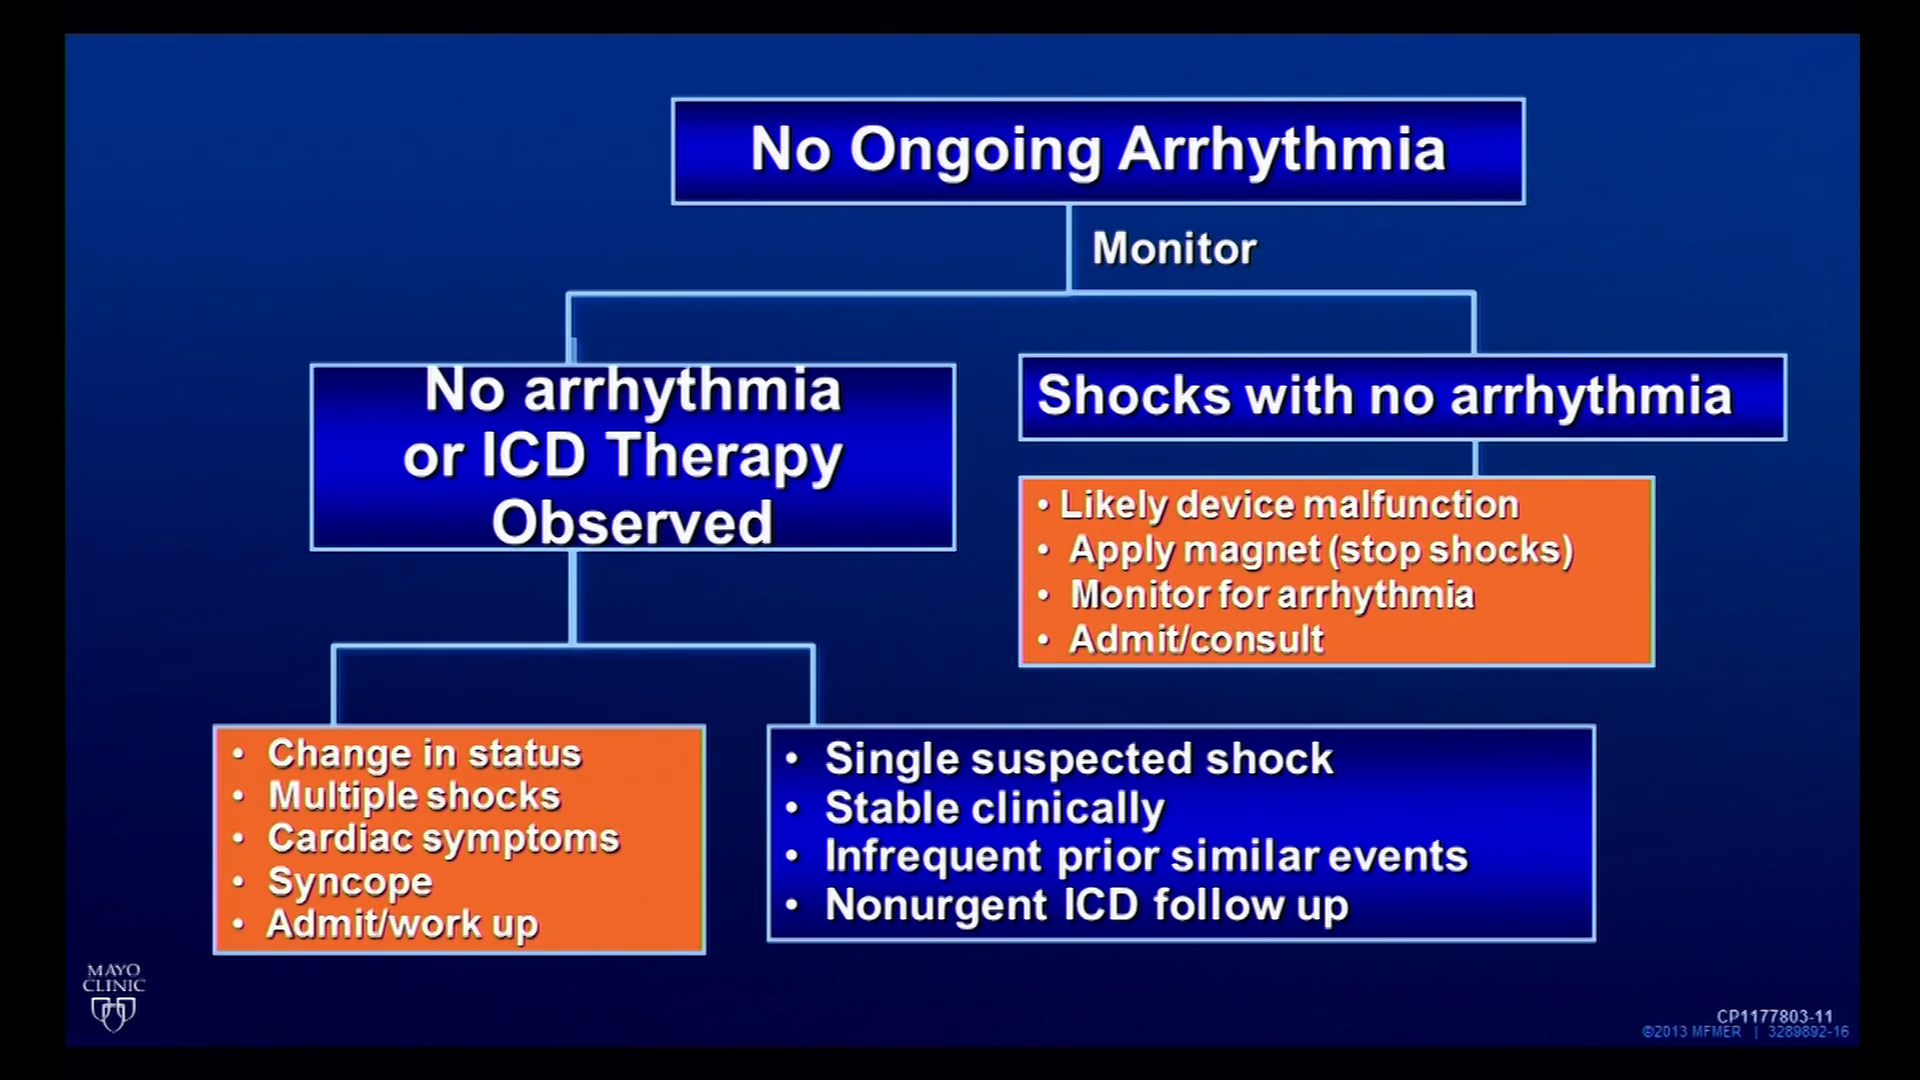 No Ongoing Arrhythmia
Monitor
No arrhythmia
or ICD Therapy
Observed
Shocks with no arrhythmia
• Likely device malfunction
• Apply magnet (stop shocks)
• Monitor for arrhythmia
• Admit/consult
• Change in status
• Multiple shocks
• Cardiac symptoms
• Syncope
• Admit/work up
• Single suspected shock
• Stable clinically
• Infrequent prior similar events
• Nonurgent ICD follow up
MAYO
CLINIC
CP1177803-11
©2013 MFMER | 3289892-16